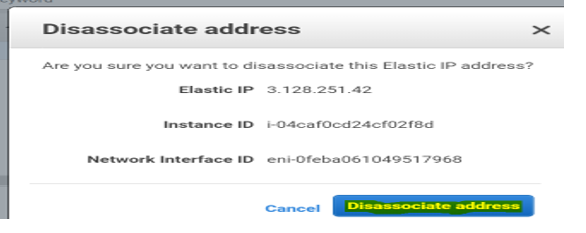 Disassociate address
Are you sure you want to disassociate this Elastic IP address?
Elastic IP 3.128.251.42
Instance ID i-04caf0cd24cf02f8d
Network Interface ID eni-0feba061049517968
Cancel Disassociate address